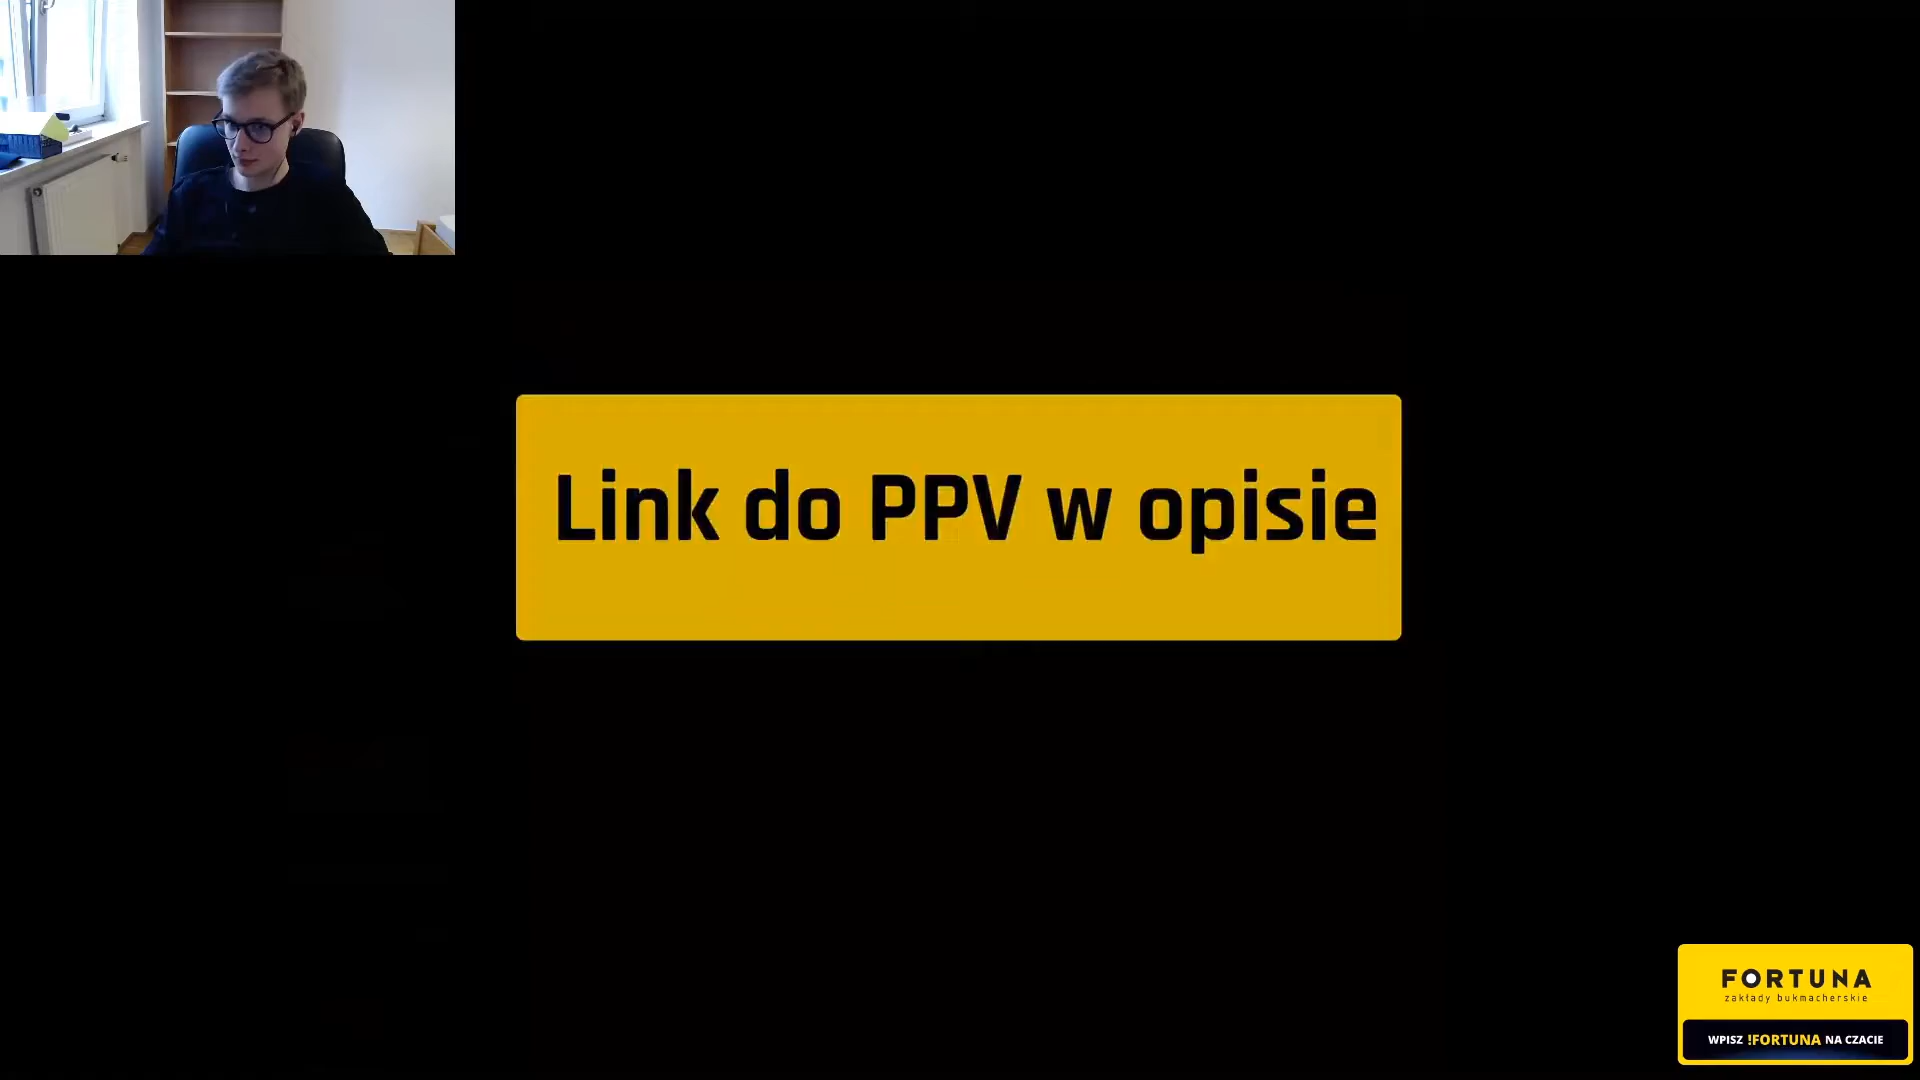 Link do PPV w opisie
FORTUNA
zakłady bukmacherskie
WPISZ !FORTUNA NA CZACIE